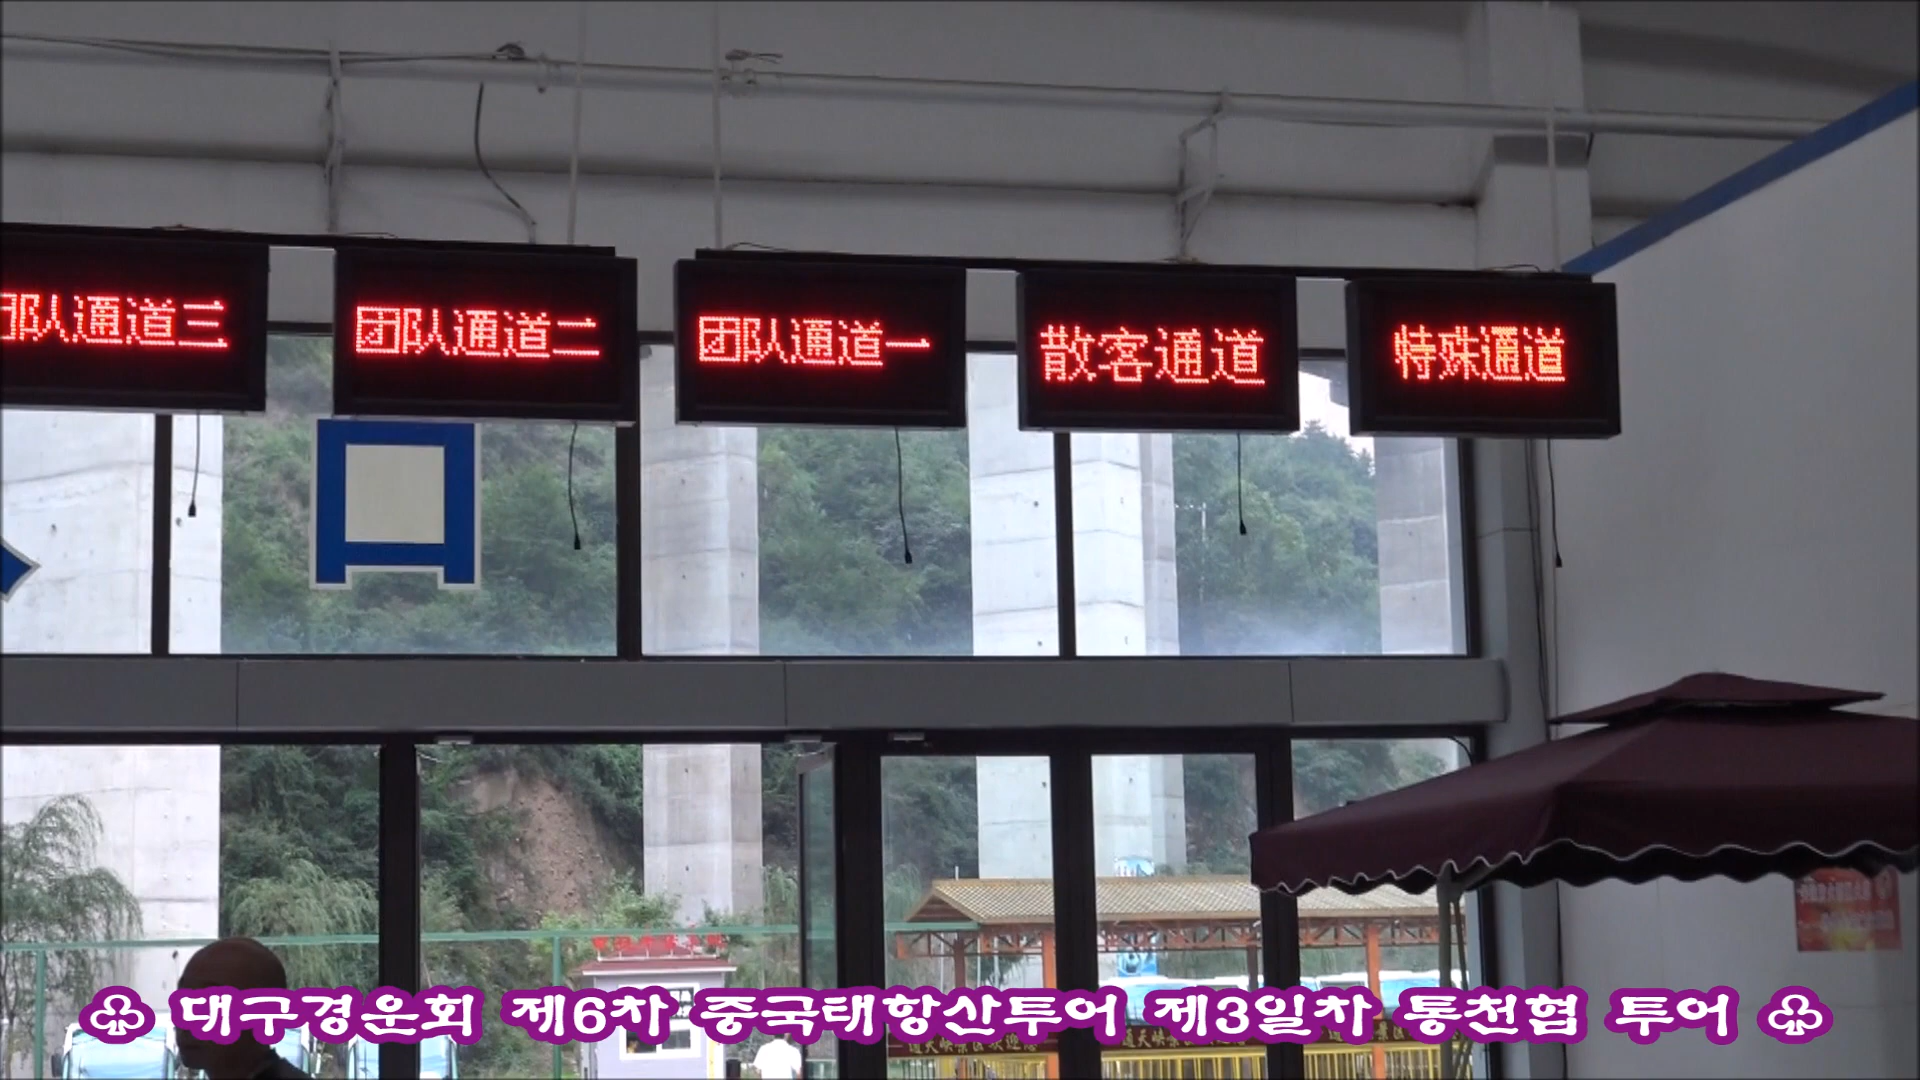 团队通道三
团队通道二
团队通道一
散客通道
特殊通道
口
♧ 대구경운회 제6차 중국태항산투어 제3일차 통천협 투어 ♧